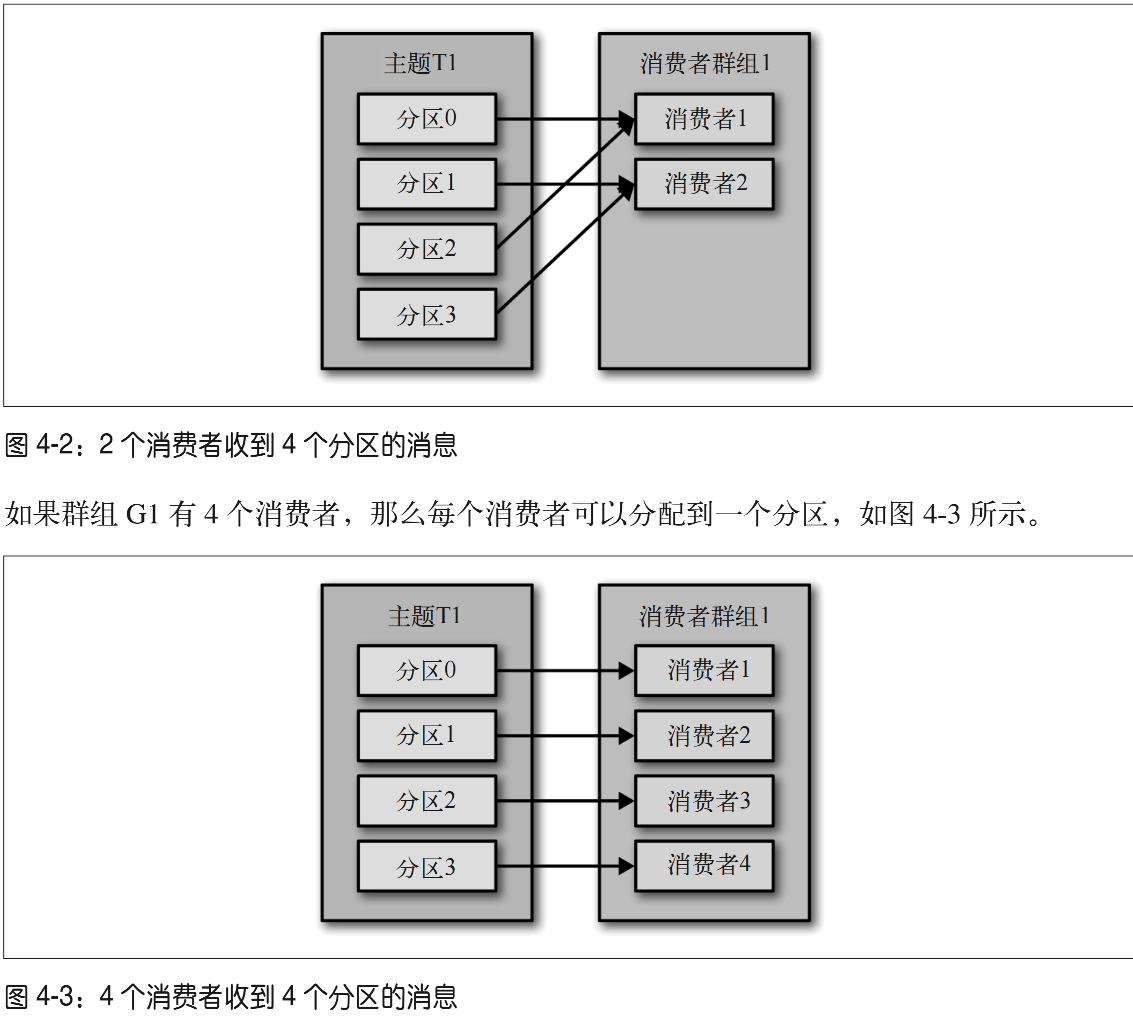 主题T1
消费者群组1
分区0
消费者1
分区1
消费者2
分区2
分区3
图 4-2：2 个消费者收到 4 个分区的消息
如果群组 G1 有 4 个消费者，那么每个消费者可以分配到一个分区，如图 4-3 所示。
主题T1
消费者群组1
分区0
消费者1
分区1
消费者2
分区2
消费者3
分区3
消费者4
图 4-3：4 个消费者收到 4 个分区的消息